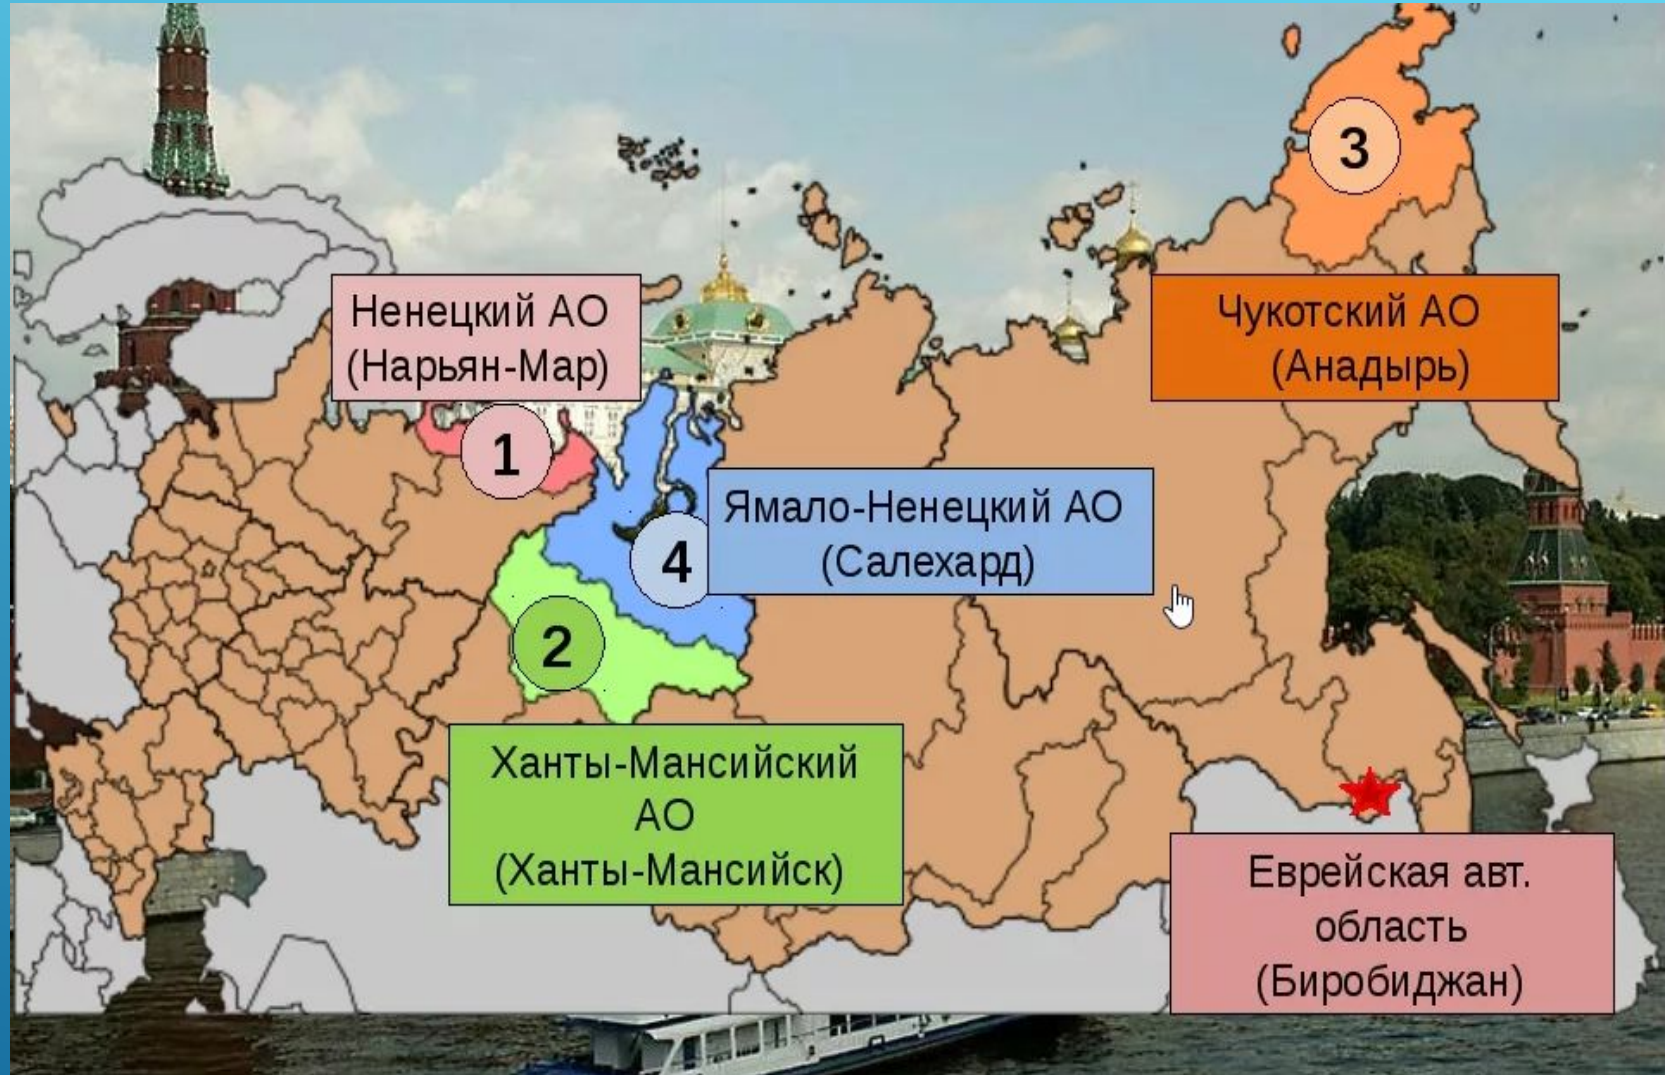 Ненецкий АО
(Нарьян-Мар)
1
3
Чукотский АО
(Анадырь)
4
Ямало-Ненецкий АО
(Салехард)
2
Ханты-Мансийский
АО
(Ханты-Мансийск)
Еврейская авт.
область
(Биробиджан)